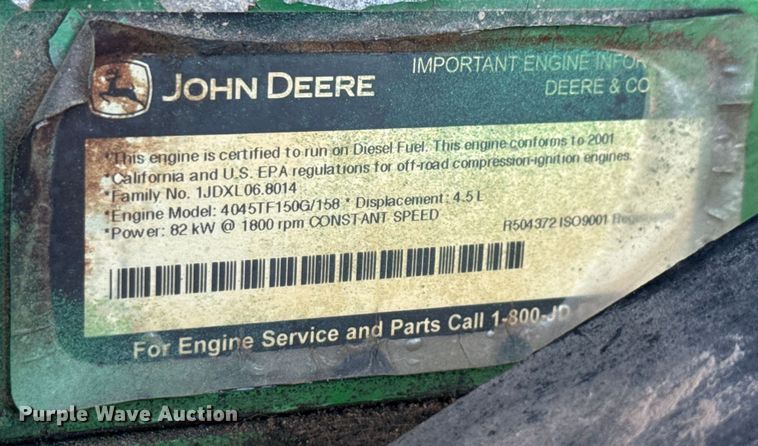 JOHN DEERE
IMPORTANT ENGINE
DEERE & CO
*This engine is certified to run on Diesel Fuel. This engine conforms to 2001
*California and U.S. EPA regulations for off-road compression-ignition engines.
*Family No. 1JDXL06.8014
*Engine Model: 4045TF150G/158 * Displacement: 4.5 L
*Power: 82 kW @ 1800 rpm CONSTANT SPEED
R504372 ISO9001
For Engine Service and Parts Call 1-800-JD
Purple Wave Auction